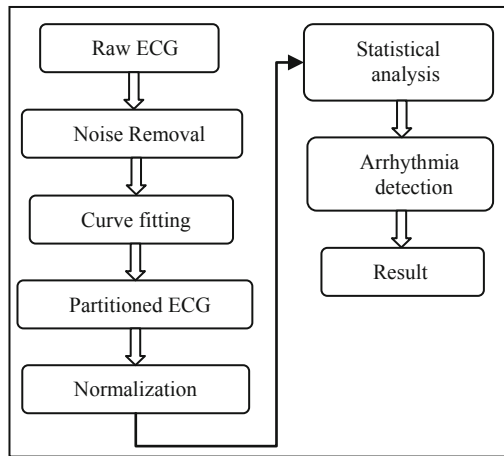 Raw ECG
Noise Removal
Curve fitting
Partitioned ECG
Normalization
Statistical
analysis
Arrhythmia
detection
Result